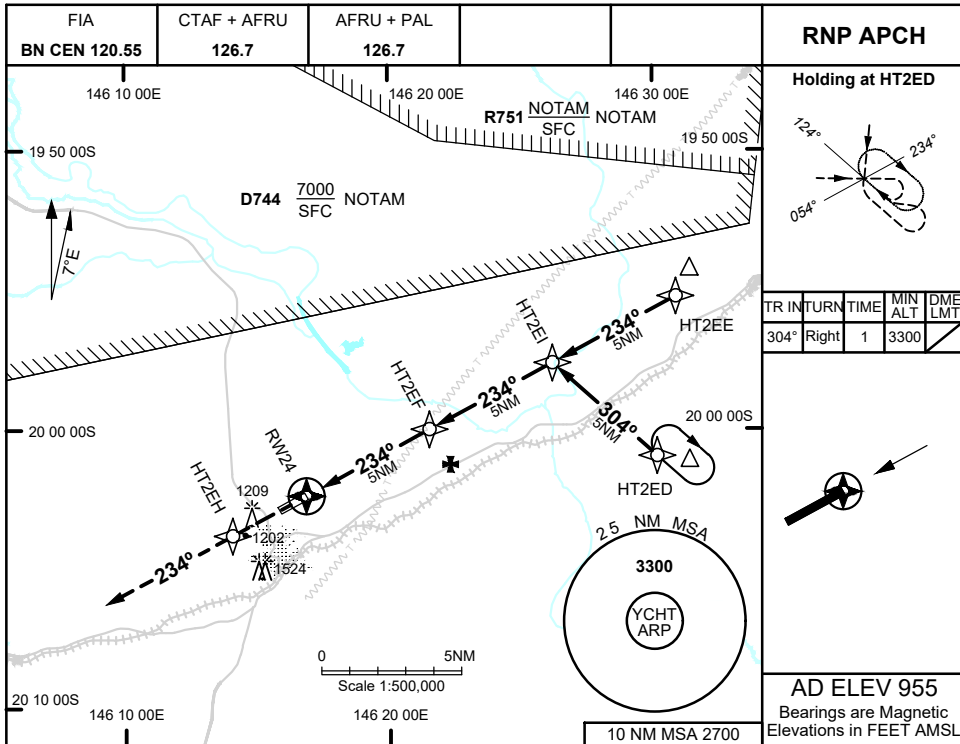 FIA
BN CEN 120.55
CTAF + AFRU
126.7
AFRU + PAL
126.7
RNP APCH
146 10 00E
146 20 00E
146 30 00E
R751 NOTAM
SFC
NOTAM
19 50 00S
19 50 00S
D744 7000
SFC
NOTAM
7°E
HT2EE
HT2EI
234°
5NM
234°
5NM
304°
5NM
HT2EF
20 00 00S
20 00 00S
234°
5NM
RW24
HT2ED
HT2EH
1209
1202
1524
234°
25 NM MSA
3300
YCHT
ARP
0 5NM
Scale 1:500,000
20 10 00S
146 10 00E
146 20 00E
10 NM MSA 2700
Holding at HT2ED
124°
234°
054°
TR IN TURN TIME MIN ALT DME LMT
304° Right 1 3300
AD ELEV 955
Bearings are Magnetic
Elevations in FEET AMSL